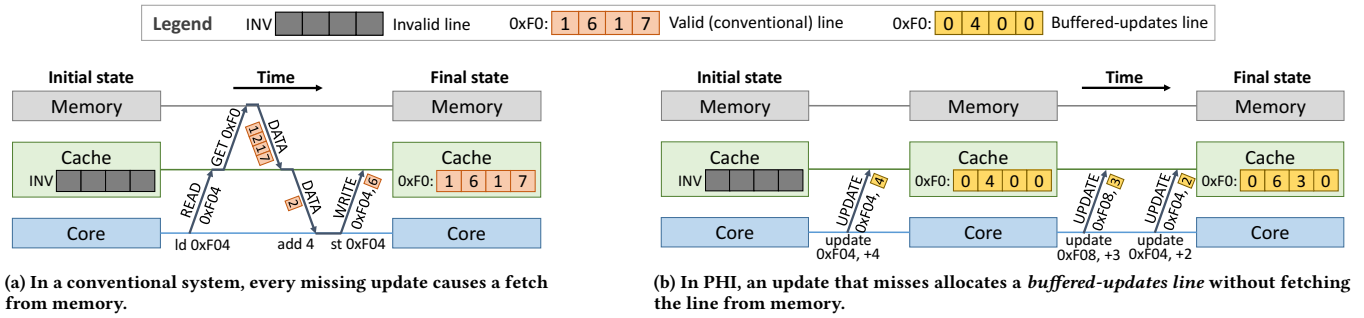 Legend
INV
Invalid line
0xF0: 1 6 1 7
Valid (conventional) line
0xF0: 0 4 0 0
Buffered-updates line
Initial state
Time
Final state
Memory
Memory
GET 0xF0
1 2 1 7
DATA
Cache
INV
Cache
0xF0: 1 6 1 7
READ
0xF04
2
DATA
WRITE
0xF04, 6
Core
Core
ld 0xF04
add 4
st 0xF04
(a) In a conventional system, every missing update causes a fetch
from memory.
Initial state
Time
Final state
Memory
Memory
Memory
Cache
INV
Cache
0xF0: 0 4 0 0
Cache
0xF0: 0 6 3 0
UPDATE
0xF04, 4
UPDATE
0xF08, 3
UPDATE
0xF04, 2
Core
Core
Core
update
0xF04, +4
update
0xF08, +3
update
0xF04, +2
(b) In PHI, an update that misses allocates a buffered-updates line without fetching
the line from memory.